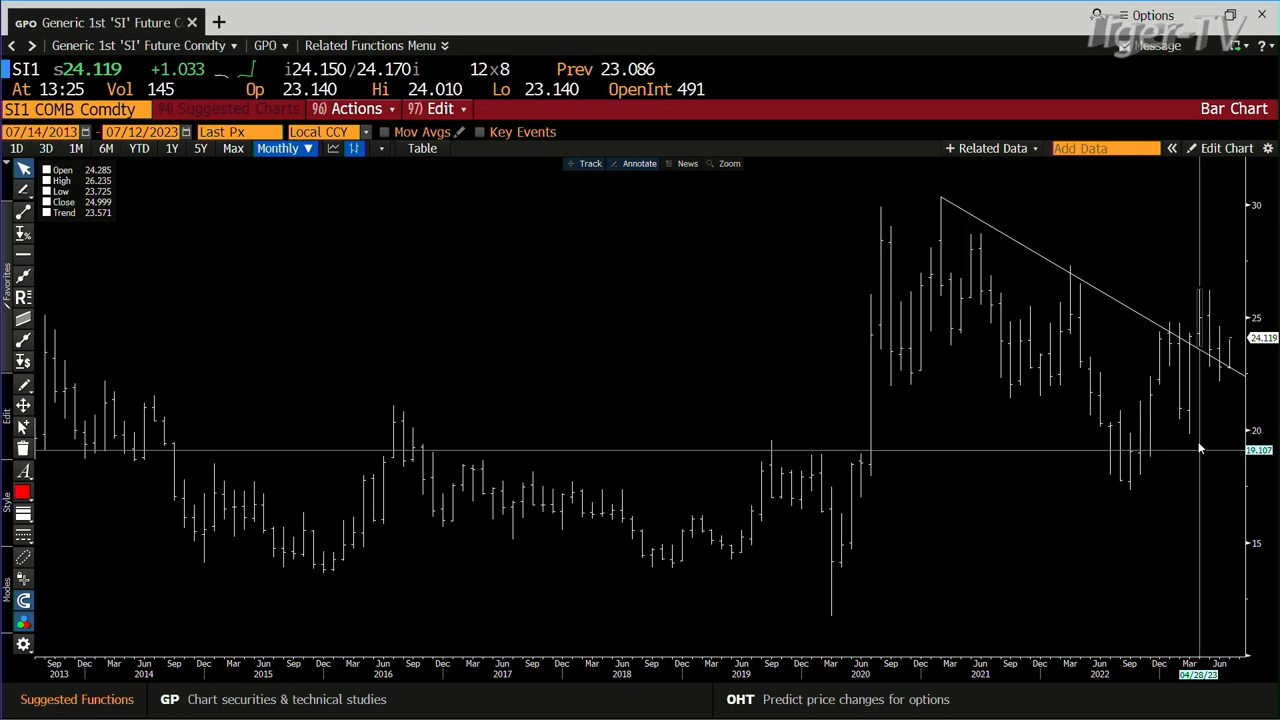 GPO Generic 1st 'SI' Future C
Options
Generic 1st 'SI' Future Comdty GPO Related Functions Menu Message
Tiger-TV
SI1 s24.119 +1.033 i24.150/24.170i 12x8 Prev 23.086
At 13:25 Vol 145 Op 23.140 Hi 24.010 Lo 23.140 OpenInt 491
SI1 COMB Comdty 94) Suggested Charts 96) Actions 97) Edit Bar Chart
07/14/2013 - 07/12/2023 Last Px Local CCY Mov Avgs Key Events
1D 3D 1M 6M YTD 1Y 5Y Max Monthly ▼ Table + Related Data Add Data « Edit Chart
Track Annotate News Zoom
Open 24.285
High 26.235
Low 23.725
Close 24.999
Trend 23.571
Favorites
Edit
Style
Modes
30
25
24.119
20
19.107
15
Sep Dec Mar Jun Sep Dec Mar Jun Sep Dec Mar Jun Sep Dec Mar Jun Sep Dec Mar Jun Sep Dec Mar Jun Sep Dec Mar Jun Sep Dec Mar Jun Sep Dec Mar Jun Sep Dec Mar Jun
2013 2014 2015 2016 2017 2018 2019 2020 2021 2022 04/28/23
Suggested Functions GP Chart securities & technical studies OHT Predict price changes for options